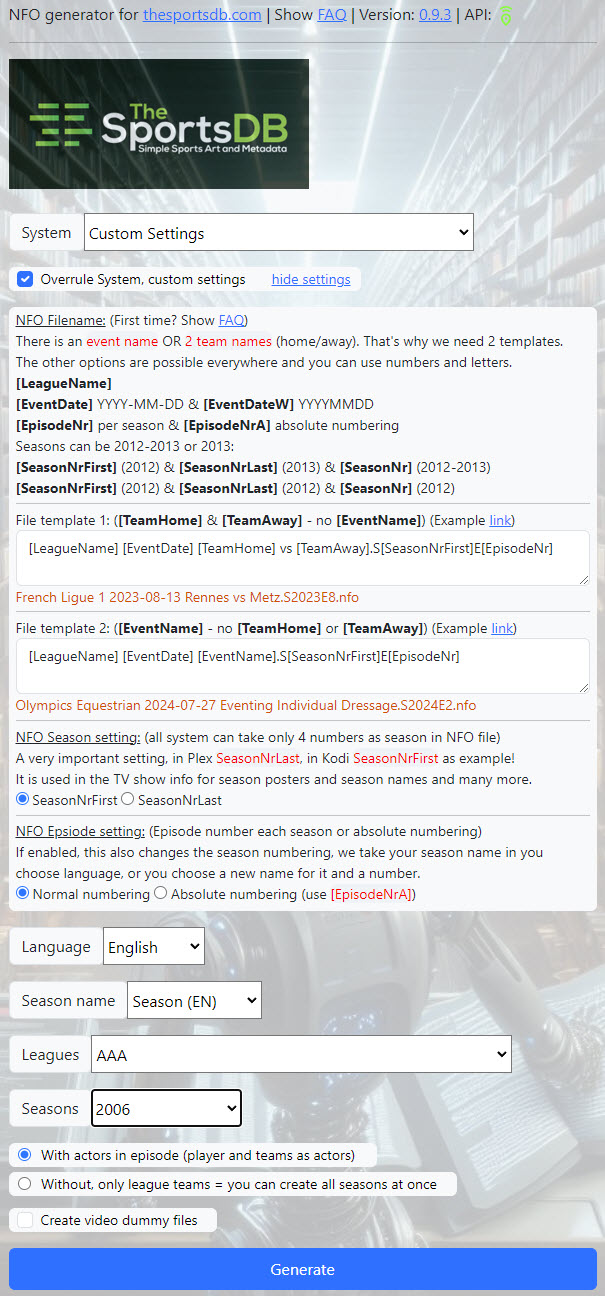 NFO generator for thesportsdb.com | Show FAQ | Version: 0.9.3 | API:
The
SportsDB
Simple Sports Art and Metadata
System Custom Settings
Overrule System, custom settings hide settings
NFO Filename: (First time? Show FAQ)
There is an event name OR 2 team names (home/away). That's why we need 2 templates.
The other options are possible everywhere and you can use numbers and letters.
[LeagueName]
[EventDate] YYYY-MM-DD & [EventDateW] YYYYMMDD
[EpisodeNr] per season & [EpisodeNrA] absolute numbering
Seasons can be 2012-2013 or 2013:
[SeasonNrFirst] (2012) & [SeasonNrLast] (2013) & [SeasonNr] (2012-2013)
[SeasonNrFirst] (2012) & [SeasonNrLast] (2012) & [SeasonNr] (2012)
File template 1: ([TeamHome] & [TeamAway] - no [EventName]) (Example link)
[LeagueName] [EventDate] [TeamHome] vs [TeamAway].S[SeasonNrFirst]E[EpisodeNr]
French Ligue 1 2023-08-13 Rennes vs Metz.S2023E8.nfo
File template 2: ([EventName] - no [TeamHome] or [TeamAway]) (Example link)
[LeagueName] [EventDate] [EventName].S[SeasonNrFirst]E[EpisodeNr]
Olympics Equestrian 2024-07-27 Eventing Individual Dressage.S2024E2.nfo
NFO Season setting: (all system can take only 4 numbers as season in NFO file)
A very important setting, in Plex SeasonNrLast, in Kodi SeasonNrFirst as example!
It is used in the TV show info for season posters and season names and many more.
SeasonNrFirst SeasonNrLast
NFO Epsiode setting: (Episode number each season or absolute numbering)
If enabled, this also changes the season numbering, we take your season name in you
choose language, or you choose a new name for it and a number.
Normal numbering Absolute numbering (use [EpisodeNrA])
Language English
Season name Season (EN)
Leagues AAA
Seasons 2006
With actors in episode (player and teams as actors)
Without, only league teams = you can create all seasons at once
Create video dummy files
Generate